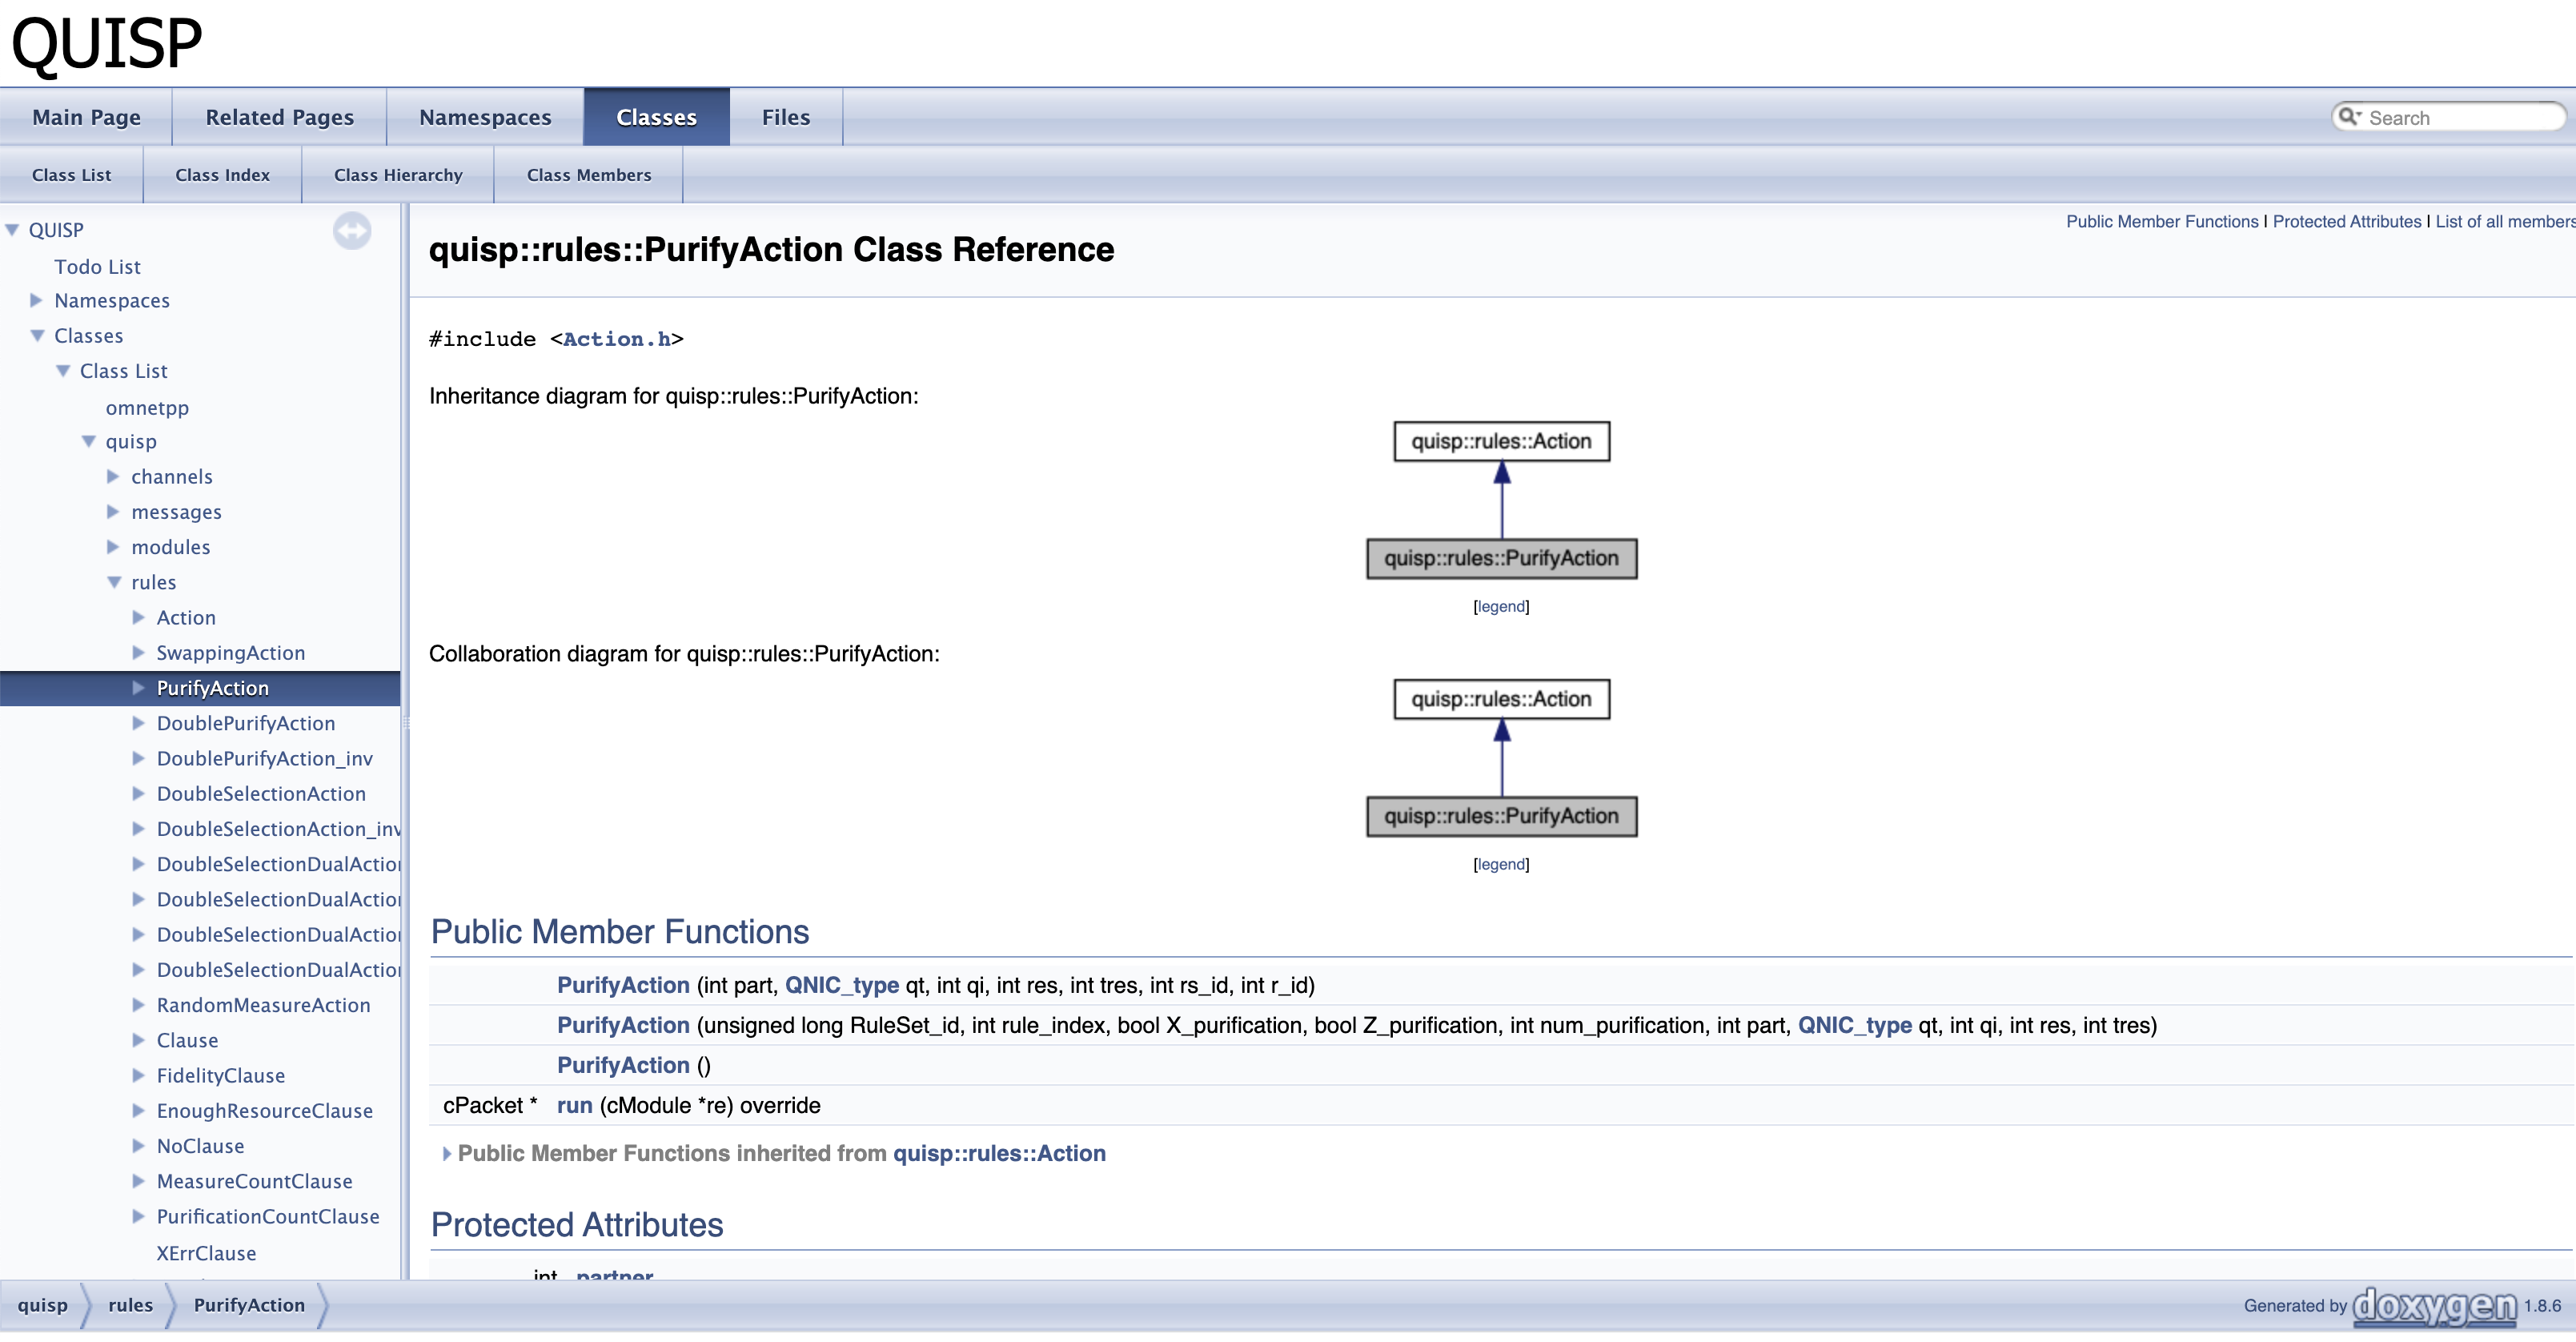 QUISP
Main Page
Related Pages
Namespaces
Classes
Files
Search
Class List
Class Index
Class Hierarchy
Class Members
QUISP
Todo List
Namespaces
Classes
Class List
omnetpp
quisp
channels
messages
modules
rules
Action
SwappingAction
PurifyAction
DoublePurifyAction
DoublePurifyAction_inv
DoubleSelectionAction
DoubleSelectionAction_inv
DoubleSelectionDualAction
DoubleSelectionDualAction
DoubleSelectionDualAction
DoubleSelectionDualAction
RandomMeasureAction
Clause
FidelityClause
EnoughResourceClause
NoClause
MeasureCountClause
PurificationCountClause
XErrClause
Public Member Functions | Protected Attributes | List of all members
quisp::rules::PurifyAction Class Reference
#include <Action.h>
Inheritance diagram for quisp::rules::PurifyAction:
quisp::rules::Action
quisp::rules::PurifyAction
[legend]
Collaboration diagram for quisp::rules::PurifyAction:
quisp::rules::Action
quisp::rules::PurifyAction
[legend]
Public Member Functions
PurifyAction (int part, QNIC_type qt, int qi, int res, int tres, int rs_id, int r_id)
PurifyAction (unsigned long RuleSet_id, int rule_index, bool X_purification, bool Z_purification, int num_purification, int part, QNIC_type qt, int qi, int res, int tres)
PurifyAction ()
cPacket * run (cModule *re) override
Public Member Functions inherited from quisp::rules::Action
Protected Attributes
int partner
quisp
rules
PurifyAction
Generated by doxygen 1.8.6